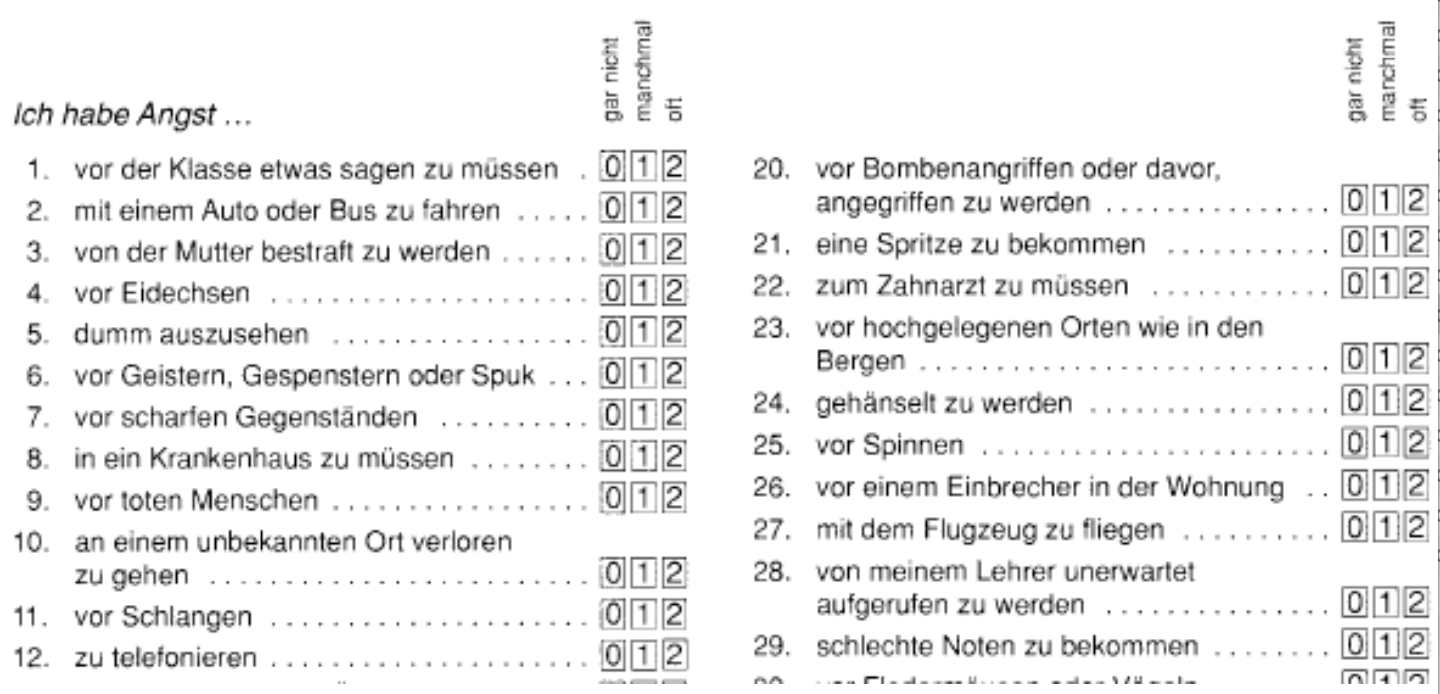 gar nicht
manchmal
oft
Ich habe Angst ...
1. vor der Klasse etwas sagen zu müssen . 0 1 2
2. mit einem Auto oder Bus zu fahren ..... 0 1 2
3. von der Mutter bestraft zu werden ...... 0 1 2
4. vor Eidechsen ...................... 0 1 2
5. dumm auszusehen .................. 0 1 2
6. vor Geistern, Gespenstern oder Spuk ... 0 1 2
7. vor scharfen Gegenständen .......... 0 1 2
8. in ein Krankenhaus zu müssen ........ 0 1 2
9. vor toten Menschen .................. 0 1 2
10. an einem unbekannten Ort verloren
zu gehen .......................... 0 1 2
11. vor Schlangen ...................... 0 1 2
12. zu telefonieren ...................... 0 1 2
gar nicht
manchmal
oft
20. vor Bombenangriffen oder davor,
angegriffen zu werden ............... 0 1 2
21. eine Spritze zu bekommen ........... 0 1 2
22. zum Zahnarzt zu müssen ............ 0 1 2
23. vor hochgelegenen Orten wie in den
Bergen ............................ 0 1 2
24. gehänselt zu werden ................ 0 1 2
25. vor Spinnen ........................ 0 1 2
26. vor einem Einbrecher in der Wohnung .. 0 1 2
27. mit dem Flugzeug zu fliegen .......... 0 1 2
28. von meinem Lehrer unerwartet
aufgerufen zu werden ............... 0 1 2
29. schlechte Noten zu bekommen ........ 0 1 2
vor Fledermäusen oder Vögeln